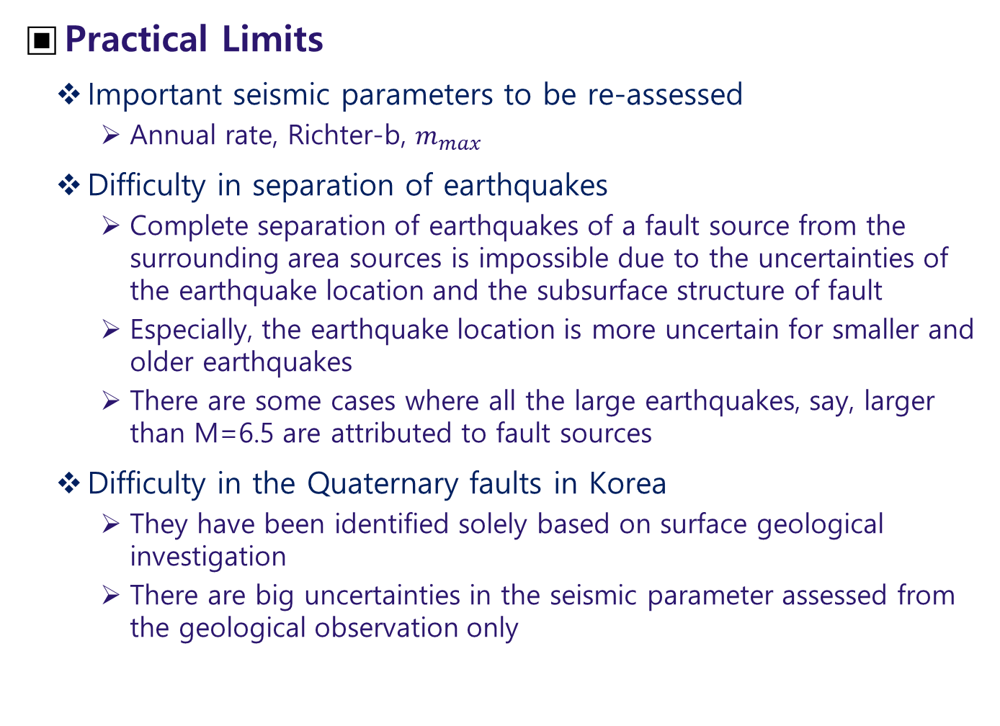 ▣ Practical Limits
❖ Important seismic parameters to be re-assessed
➢ Annual rate, Richter-b, $m_{max}$
❖ Difficulty in separation of earthquakes
➢ Complete separation of earthquakes of a fault source from the
surrounding area sources is impossible due to the uncertainties of
the earthquake location and the subsurface structure of fault
➢ Especially, the earthquake location is more uncertain for smaller and
older earthquakes
➢ There are some cases where all the large earthquakes, say, larger
than M=6.5 are attributed to fault sources
❖ Difficulty in the Quaternary faults in Korea
➢ They have been identified solely based on surface geological
investigation
➢ There are big uncertainties in the seismic parameter assessed from
the geological observation only